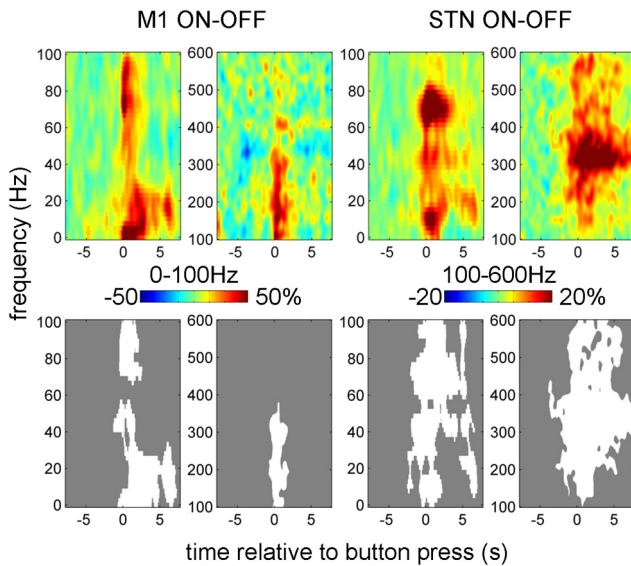 M1 ON-OFF STN ON-OFF
100 600 100 600
80 500 80 500
60 400 60 400
40 300 40 300
20 200 20 200
0 100 0 100
-5 0 5 -5 0 5 -5 0 5 -5 0 5
frequency (Hz)
0-100Hz 100-600Hz
-50 50% -20 20%
100 600 100 600
80 500 80 500
60 400 60 400
40 300 40 300
20 200 20 200
0 100 0 100
-5 0 5 -5 0 5 -5 0 5 -5 0 5
time relative to button press (s)